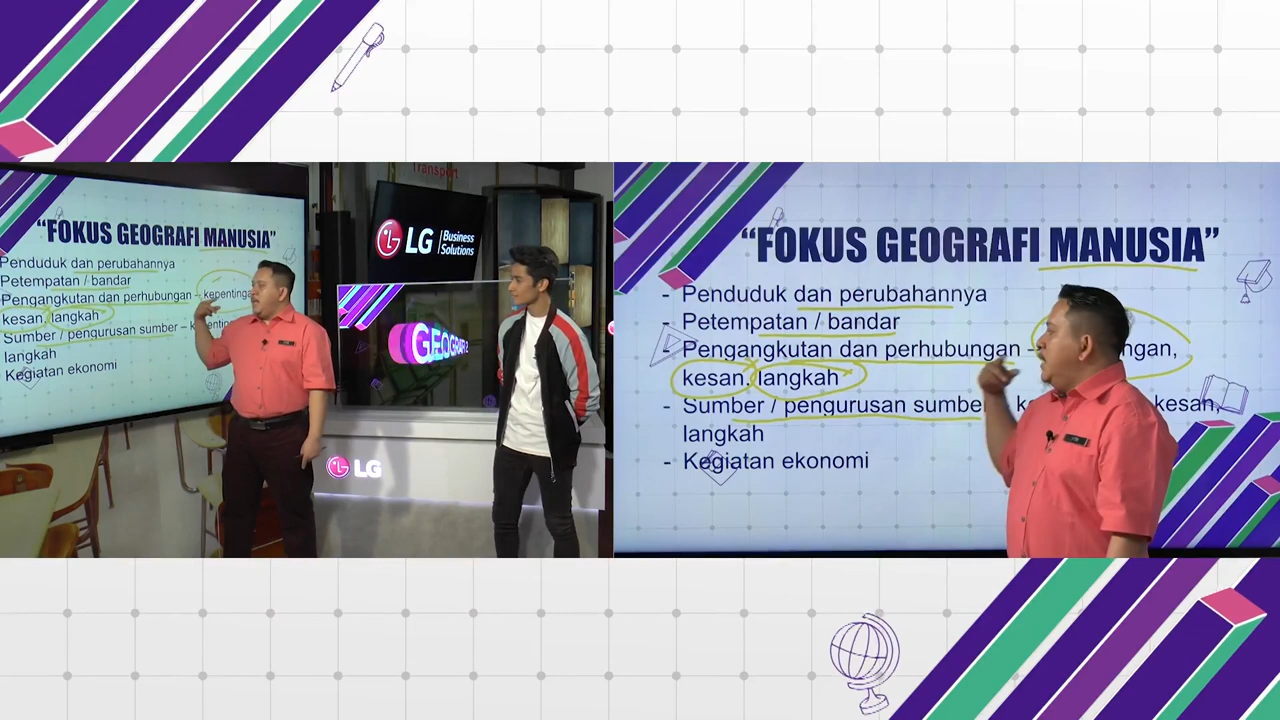 Transport
"FOKUS GEOGRAFI MANUSIA"
Penduduk dan perubahannya
Petempatan / bandar
Pengangkutan dan perhubungan –
kesan, langkah
Sumber / pengurusan sumber –
langkah
Kegiatan ekonomi
LG Business
Solutions
GEOGRAFI
LG
"FOKUS GEOGRAFI MANUSIA"
- Penduduk dan perubahannya
- Petempatan / bandar
- Pengangkutan dan perhubungan –
kesan, langkah
- Sumber / pengurusan sumber kesan,
langkah
- Kegiatan ekonomi